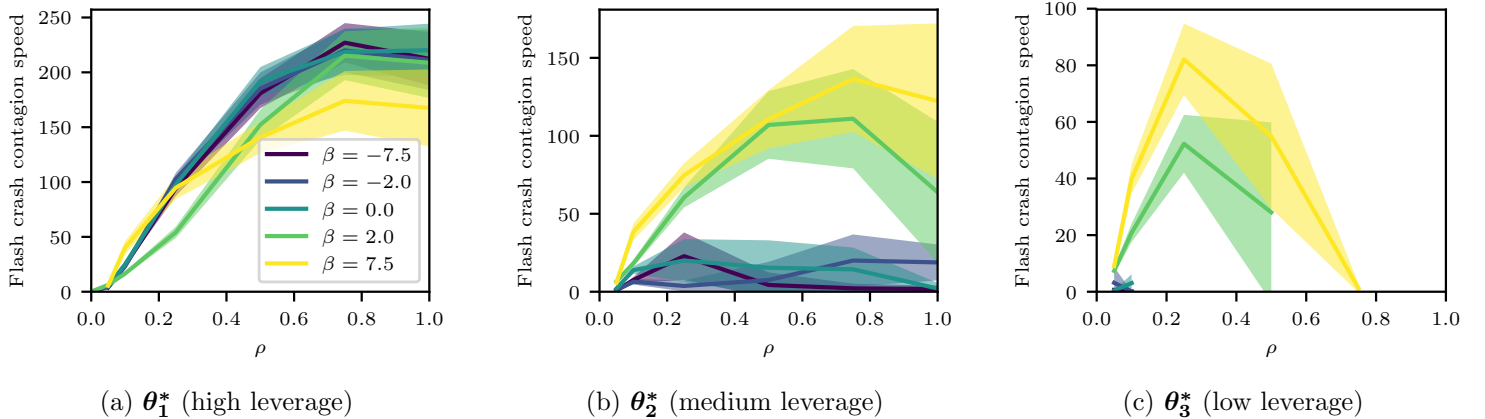 Flash crash contagion speed
250
200
150
100
50
0
0.0 0.2 0.4 0.6 0.8 1.0
ρ
β = −7.5
β = −2.0
β = 0.0
β = 2.0
β = 7.5
(a) θ₁* (high leverage)
Flash crash contagion speed
150
100
50
0
0.0 0.2 0.4 0.6 0.8 1.0
ρ
(b) θ₂* (medium leverage)
Flash crash contagion speed
100
80
60
40
20
0
0.0 0.2 0.4 0.6 0.8 1.0
ρ
(c) θ₃* (low leverage)